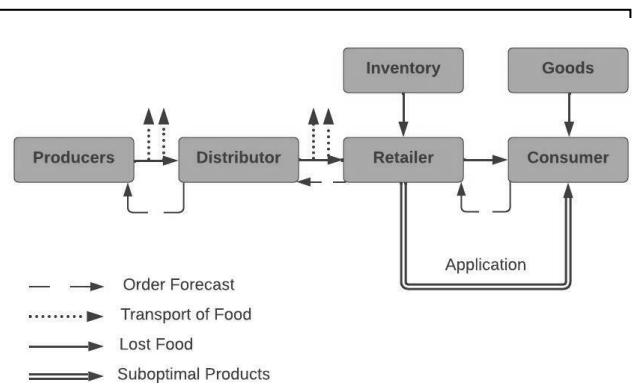 Inventory
Goods
Producers
Distributor
Retailer
Consumer
Application
Order Forecast
Transport of Food
Lost Food
Suboptimal Products